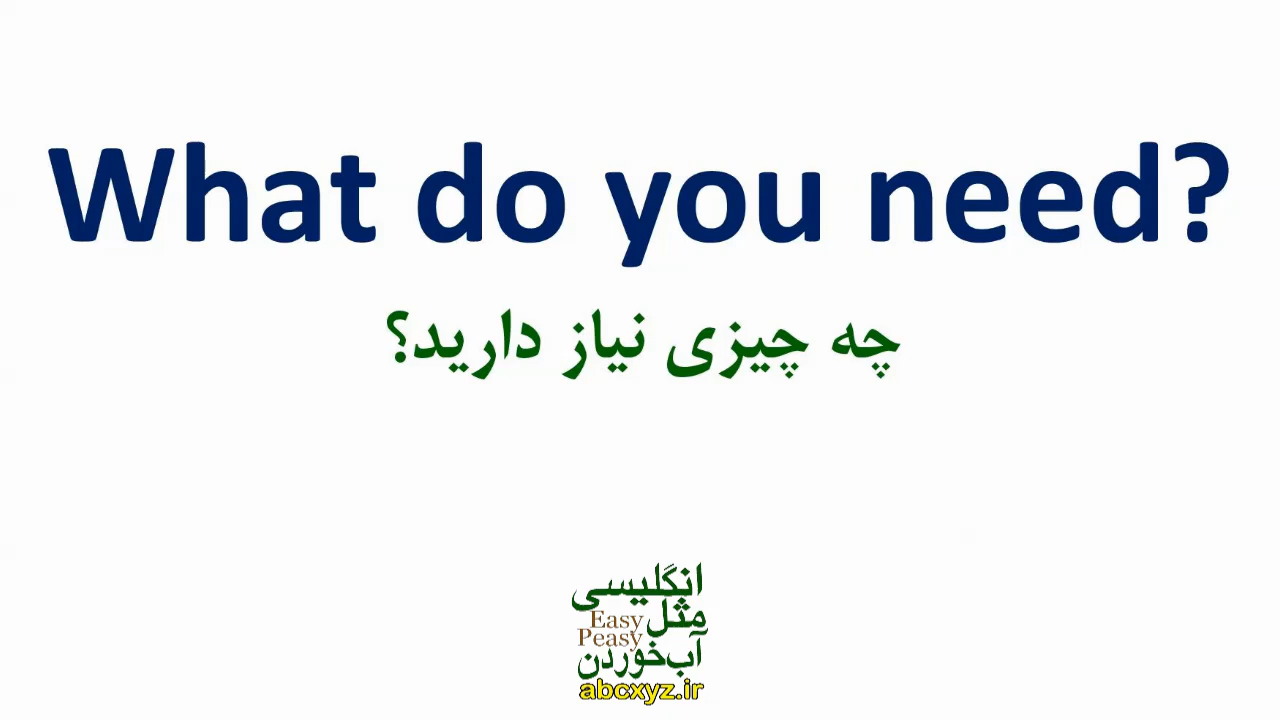 What do you need?
چه چیزی نیاز دارید؟
انگلیسی
مثل Easy
Peasy
آب‌خوردن
abcxyz.ir